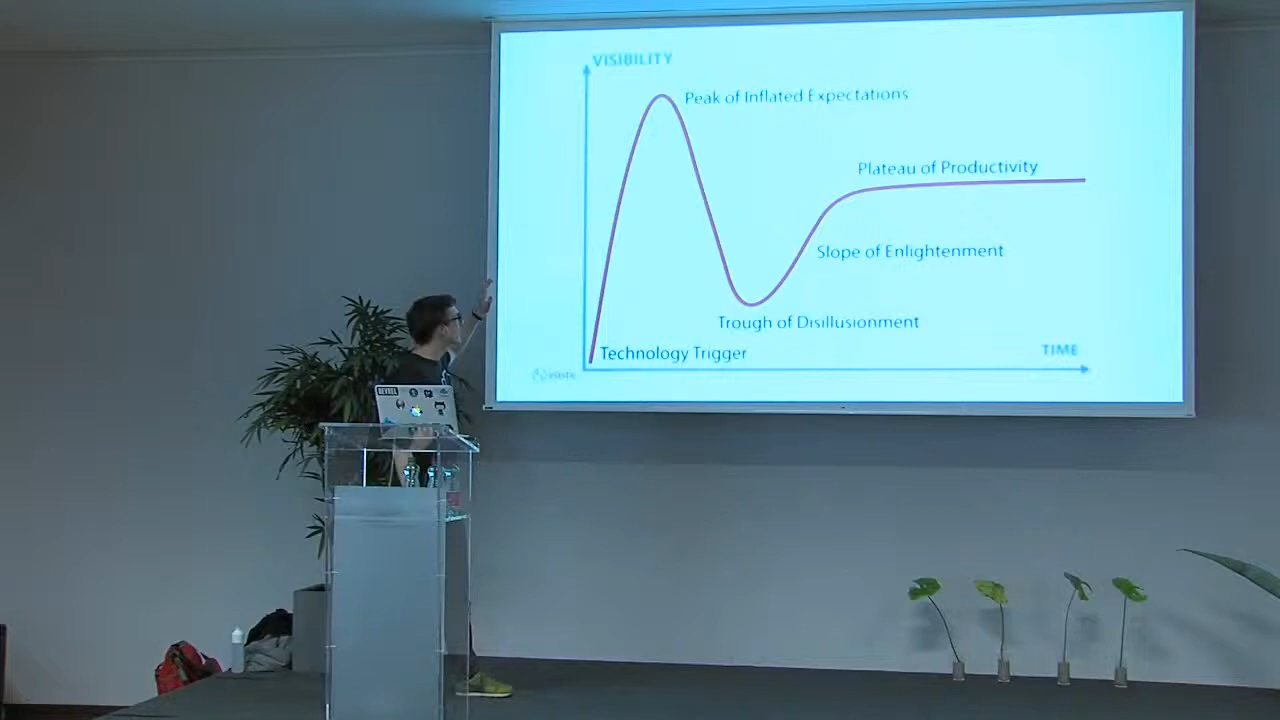 VISIBILITY
Peak of Inflated Expectations
Plateau of Productivity
Slope of Enlightenment
Trough of Disillusionment
Technology Trigger
TIME